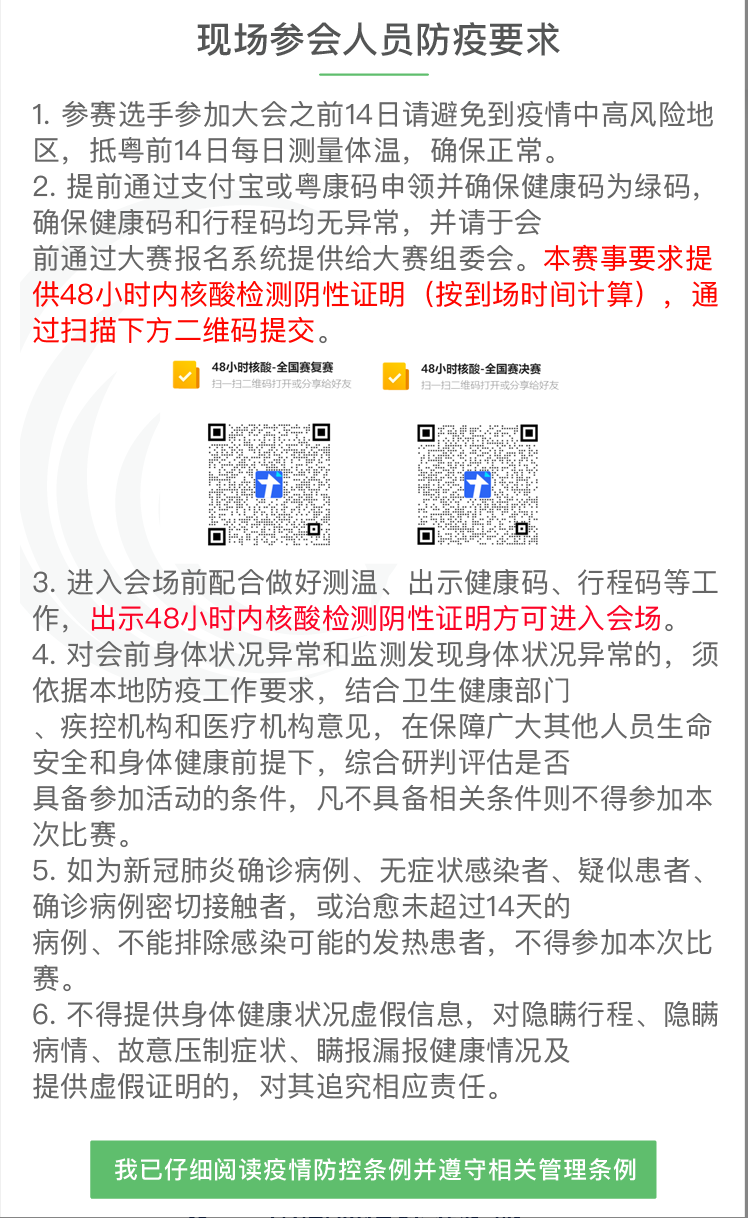 现场参会人员防疫要求
1. 参赛选手参加大会之前14日请避免到疫情中高风险地
区，抵粤前14日每日测量体温，确保正常。
2. 提前通过支付宝或粤康码申领并确保健康码为绿码，
确保健康码和行程码均无异常，并请于会
前通过大赛报名系统提供给大赛组委会。本赛事要求提
供48小时内核酸检测阴性证明（按到场时间计算），通
过扫描下方二维码提交。
48小时核酸-全国赛复赛
扫一扫二维码打开或分享给好友
48小时核酸-全国赛决赛
扫一扫二维码打开或分享给好友
3. 进入会场前配合做好测温、出示健康码、行程码等工
作，出示48小时内核酸检测阴性证明方可进入会场。
4. 对会前身体状况异常和监测发现身体状况异常的，须
依据本地防疫工作要求，结合卫生健康部门
、疾控机构和医疗机构意见，在保障广大其他人员生命
安全和身体健康前提下，综合研判评估是否
具备参加活动的条件，凡不具备相关条件则不得参加本
次比赛。
5. 如为新冠肺炎确诊病例、无症状感染者、疑似患者、
确诊病例密切接触者，或治愈未超过14天的
病例、不能排除感染可能的发热患者，不得参加本次比
赛。
6. 不得提供身体健康状况虚假信息，对隐瞒行程、隐瞒
病情、故意压制症状、瞒报漏报健康情况及
提供虚假证明的，对其追究相应责任。
我已仔细阅读疫情防控条例并遵守相关管理条例